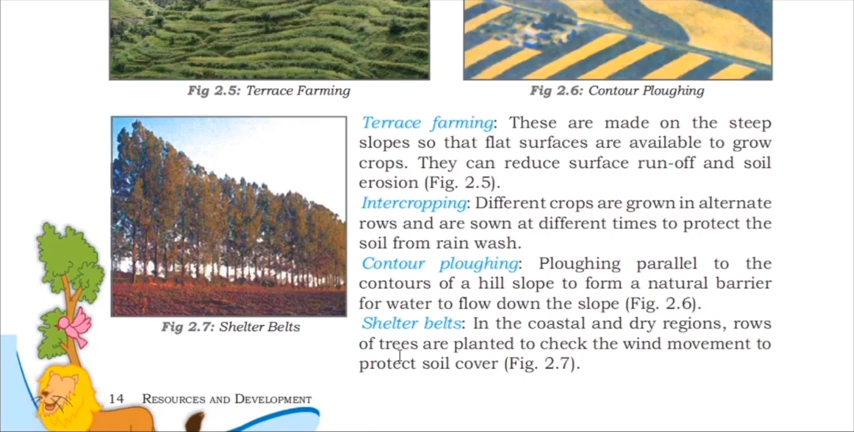 Fig 2.5: Terrace Farming
Fig 2.6: Contour Ploughing
Terrace farming: These are made on the steep
slopes so that flat surfaces are available to grow
crops. They can reduce surface run-off and soil
erosion (Fig. 2.5).
Intercropping: Different crops are grown in alternate
rows and are sown at different times to protect the
soil from rain wash.
Contour ploughing: Ploughing parallel to the
contours of a hill slope to form a natural barrier
for water to flow down the slope (Fig. 2.6).
Shelter belts: In the coastal and dry regions, rows
of trees are planted to check the wind movement to
protect soil cover (Fig. 2.7).
Fig 2.7: Shelter Belts
14 RESOURCES AND DEVELOPMENT